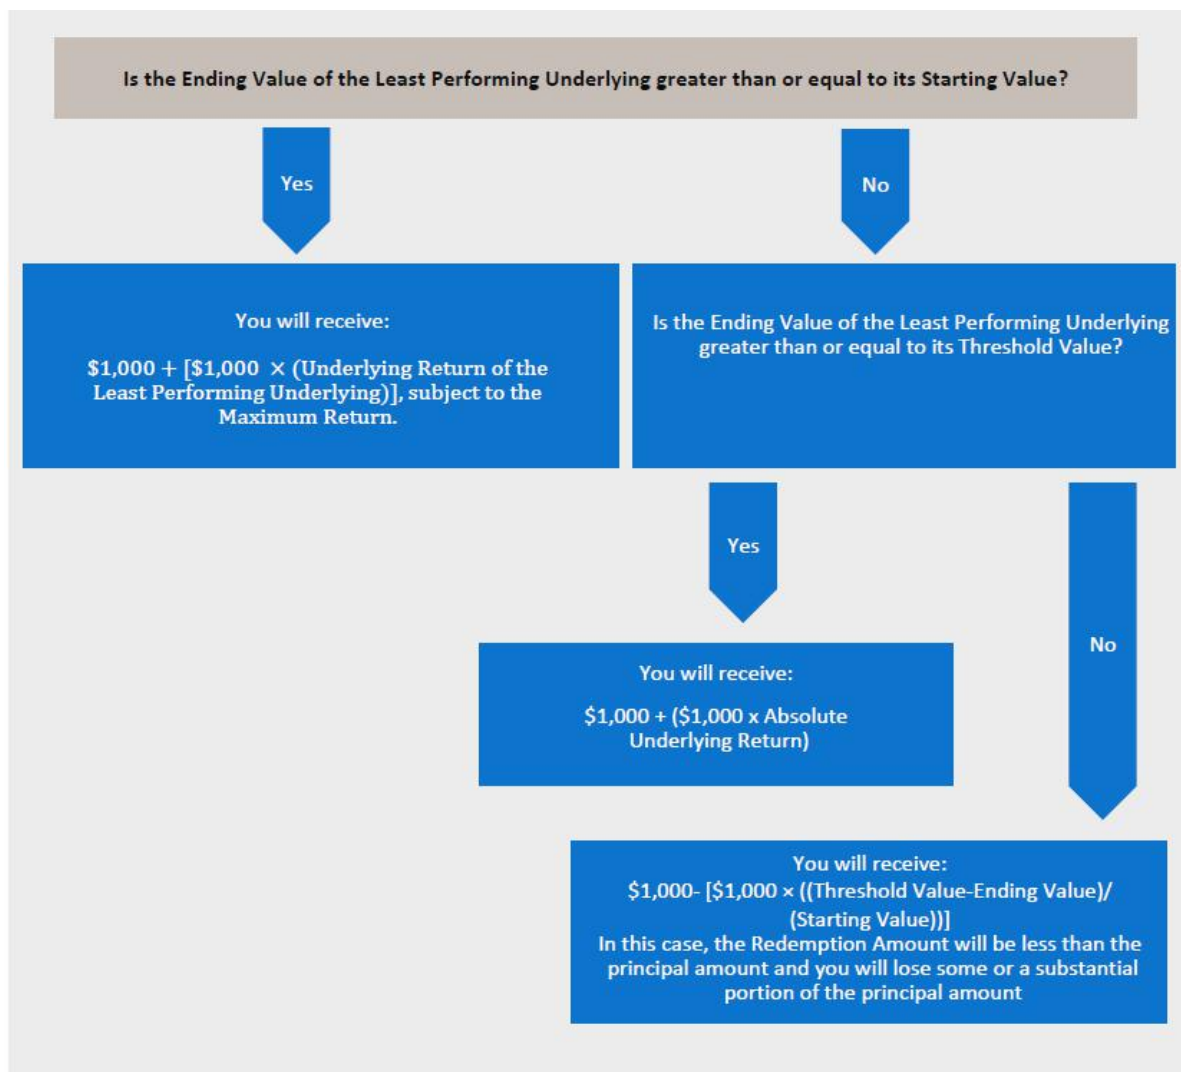 Is the Ending Value of the Least Performing Underlying greater than or equal to its Starting Value?
Yes
No
You will receive:
$1,000 + [$1,000 × (Underlying Return of the
Least Performing Underlying)], subject to the
Maximum Return.
Is the Ending Value of the Least Performing Underlying
greater than or equal to its Threshold Value?
Yes
No
You will receive:
$1,000 + ($1,000 x Absolute
Underlying Return)
You will receive:
$1,000- [$1,000 × ((Threshold Value-Ending Value)/
(Starting Value))]
In this case, the Redemption Amount will be less than the
principal amount and you will lose some or a substantial
portion of the principal amount